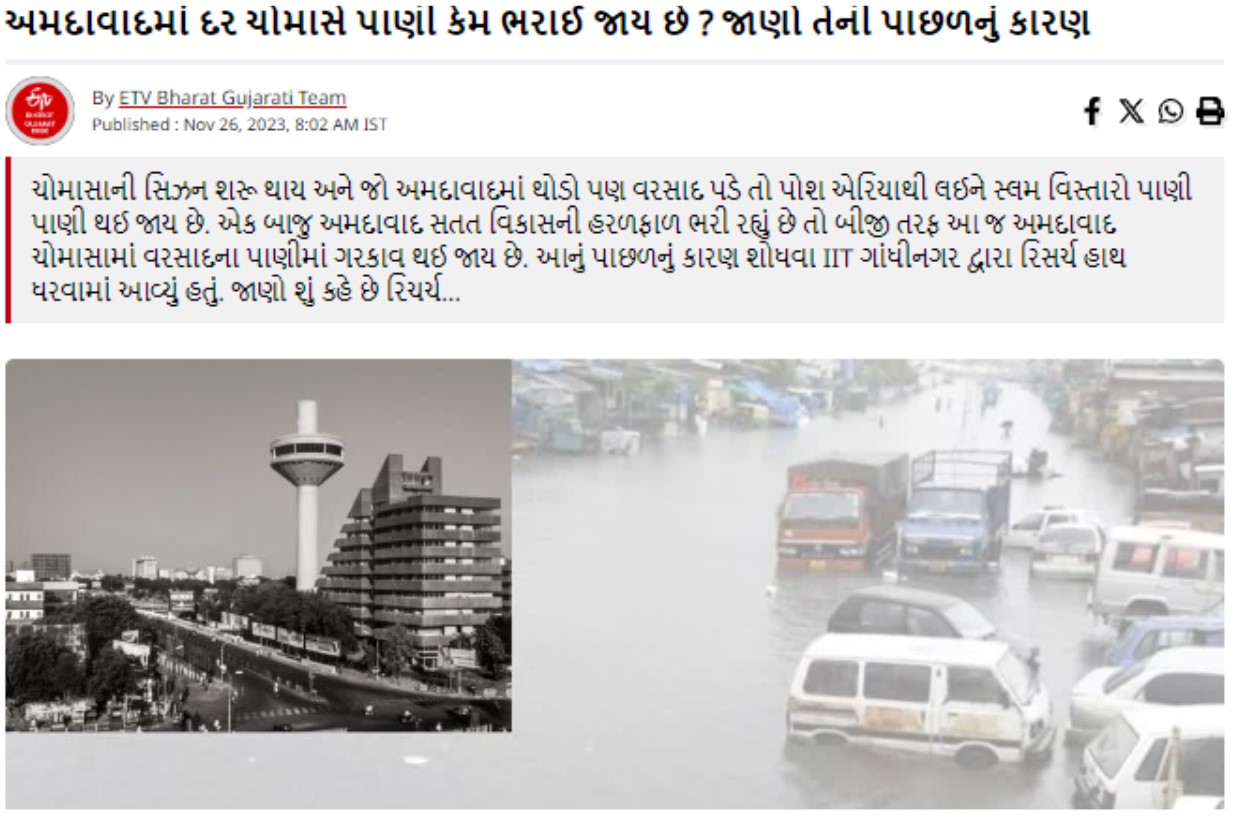 અમદાવાદમાં દર ચોમાસે પાણી કેમ ભરાઈ જાય છે ? જાણો તેની પાછળનું કારણ
By ETV Bharat Gujarati Team
Published : Nov 26, 2023, 8:02 AM IST
ચોમાસાની સિઝન શરૂ થાય અને જો અમદાવાદમાં થોડો પણ વરસાદ પડે તો પોશ એરિયાથી લઈને સ્લમ વિસ્તારો પાણી
પાણી થઈ જાય છે. એક બાજુ અમદાવાદ સતત વિકાસની હરળફાળ ભરી રહ્યું છે તો બીજી તરફ આ જ અમદાવાદ
ચોમાસામાં વરસાદના પાણીમાં ગરકાવ થઈ જાય છે. આનું પાછળનું કારણ શોધવા IIT ગાંધીનગર દ્વારા રિસર્ચ હાથ
ધરવામાં આવ્યું હતું. જાણો શું કહે છે રિચર્ચ...